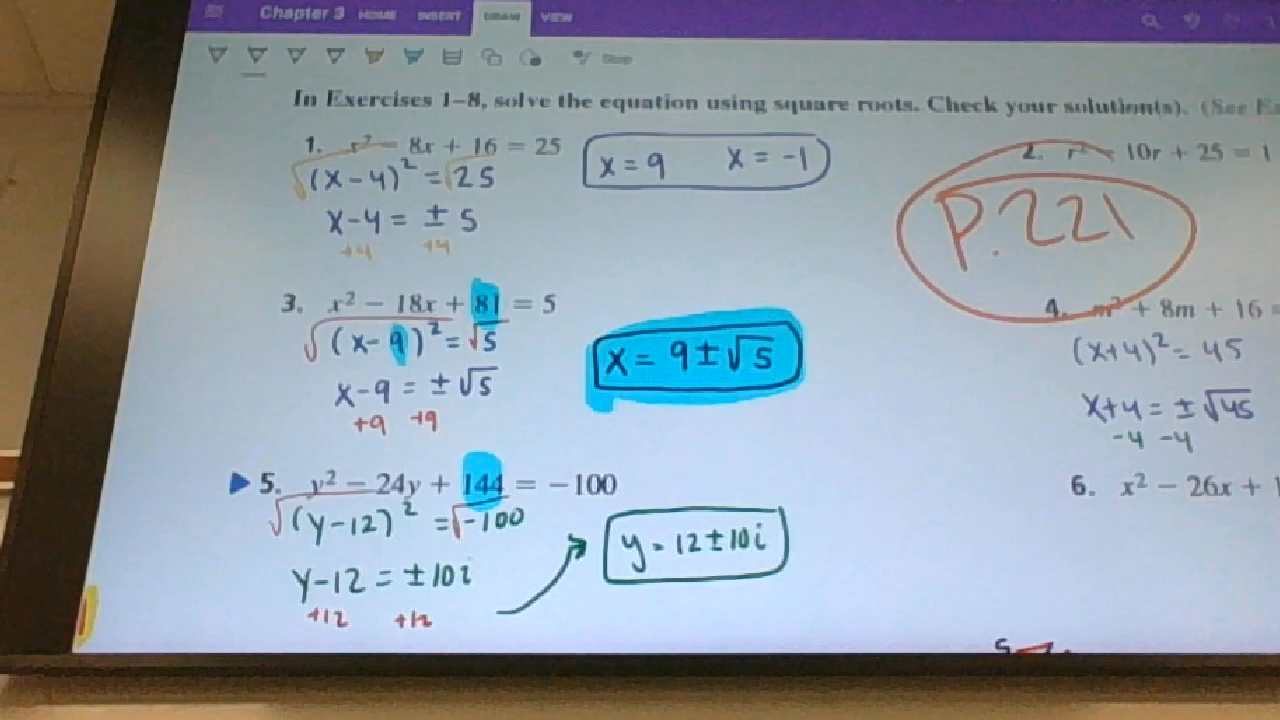 Chapter 3 HOME INSERT DRAW VIEW
Stop
In Exercises 1–8, solve the equation using square roots. Check your solution(s). (See
1. x² − 8x + 16 = 25
√(x-4)² = √25
x-4 = ± 5
+4 +4
x = 9 x = -1
2. r² − 10r + 25 = 1
P. 221
3. x² − 18x + 81 = 5
√(x-9)² = √5
x-9 = ±√5
+9 +9
x = 9 ± √5
4. m² + 8m + 16 =
(x+4)² = 45
x+4 = ±√45
-4 -4
5. y² − 24y + 144 = −100
√(y-12)² = √-100
y-12 = ±10i
+12 +12
y = 12 ± 10i
6. x² − 26x +